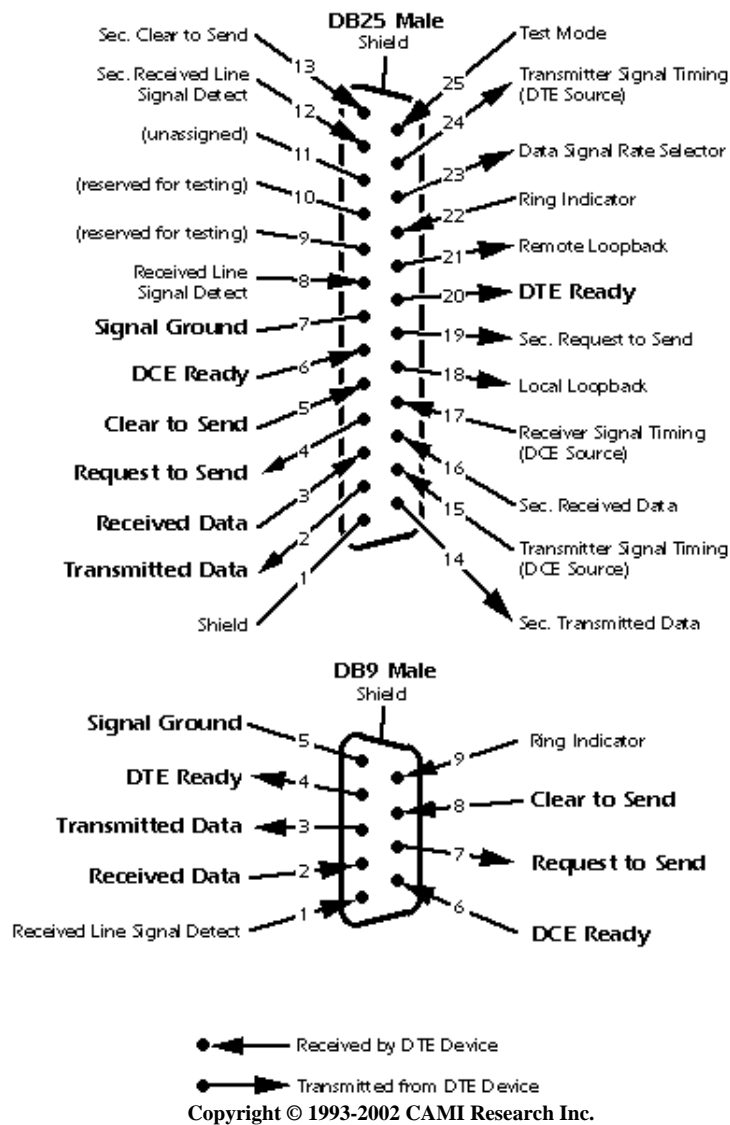 DB25 Male
Shield
Sec. Clear to Send
13
Sec. Received Line
Signal Detect
12
(unassigned)
11
(reserved for testing)
10
(reserved for testing)
9
Received Line
Signal Detect
8
Signal Ground
7
DCE Ready
6
Clear to Send
5
Request to Send
4
Received Data
3
Transmitted Data
2
Shield
1
Test Mode
25
Transmitter Signal Timing
(DTE Source)
24
Data Signal Rate Selector
23
Ring Indicator
22
Remote Loopback
21
DTE Ready
20
Sec. Request to Send
19
Local Loopback
18
Receiver Signal Timing
(DCE Source)
17
Sec. Received Data
16
Transmitter Signal Timing
(DCE Source)
15
Sec. Transmitted Data
14
DB9 Male
Shield
Signal Ground
5
DTE Ready
4
Transmitted Data
3
Received Data
2
Received Line Signal Detect
1
Ring Indicator
9
Clear to Send
8
Request to Send
7
DCE Ready
6
Received by DTE Device
Transmitted from DTE Device
Copyright © 1993-2002 CAMI Research Inc.